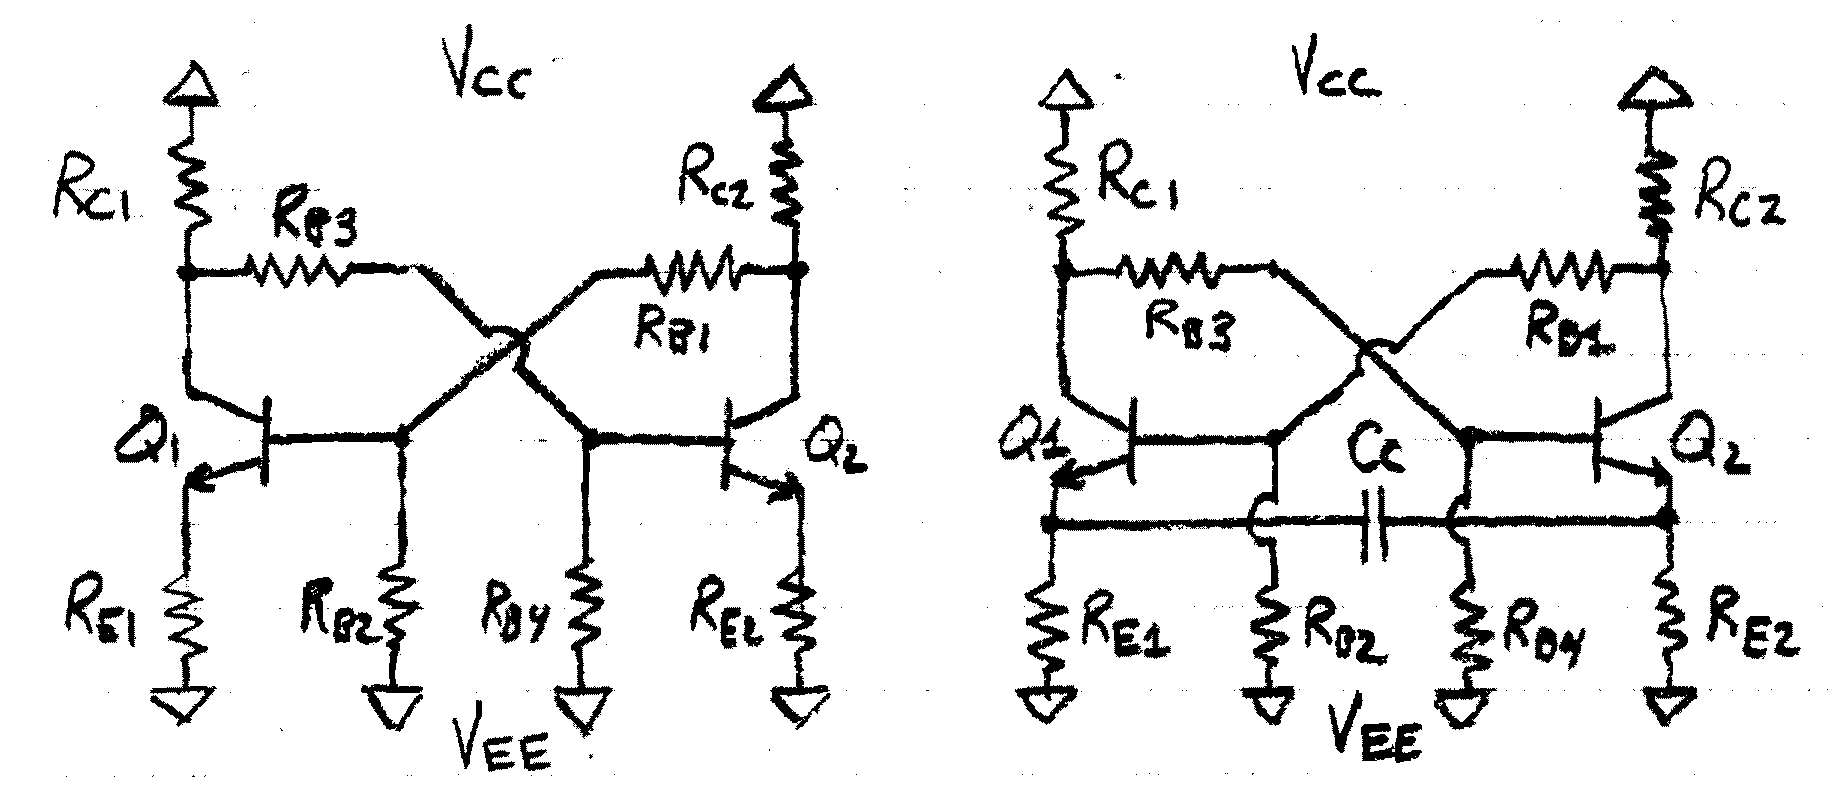 VCC
VCC
RC1
RB3
RC2
RC1
RC2
RB1
RB3
RB1
Q1
Q2
Q1
CC
Q2
RE1
RB2
RB4
RE2
RE1
RB2
RB4
RE2
VEE
VEE